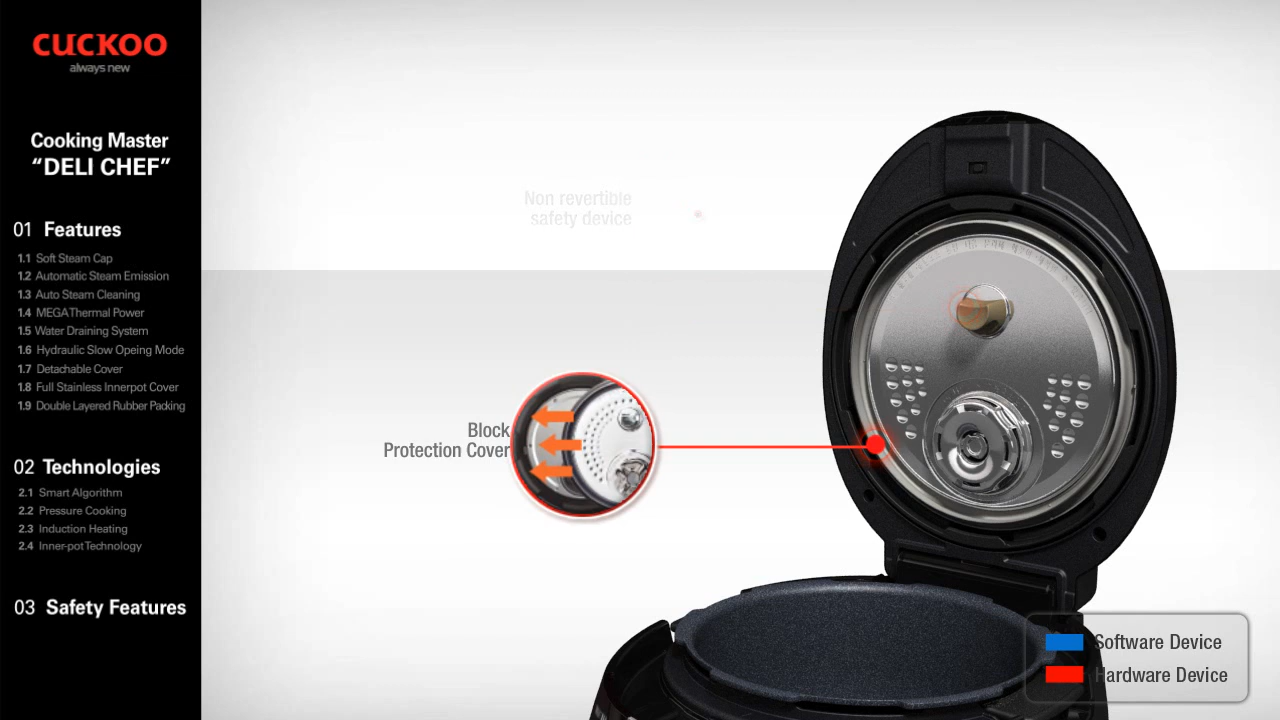 CUCKOO
always new
Cooking Master
“DELI CHEF”
01 Features
1.1 Soft Steam Cap
1.2 Automatic Steam Emission
1.3 Auto Steam Cleaning
1.4 MEGA Thermal Power
1.5 Water Draining System
1.6 Hydraulic Slow Opeing Mode
1.7 Detachable Cover
1.8 Full Stainless Innerpot Cover
1.9 Double Layered Rubber Packing
02 Technologies
2.1 Smart Algorithm
2.2 Pressure Cooking
2.3 Induction Heating
2.4 Inner-pot Technology
03 Safety Features
Non revertible
safety device
Block
Protection Cover
Software Device
Hardware Device